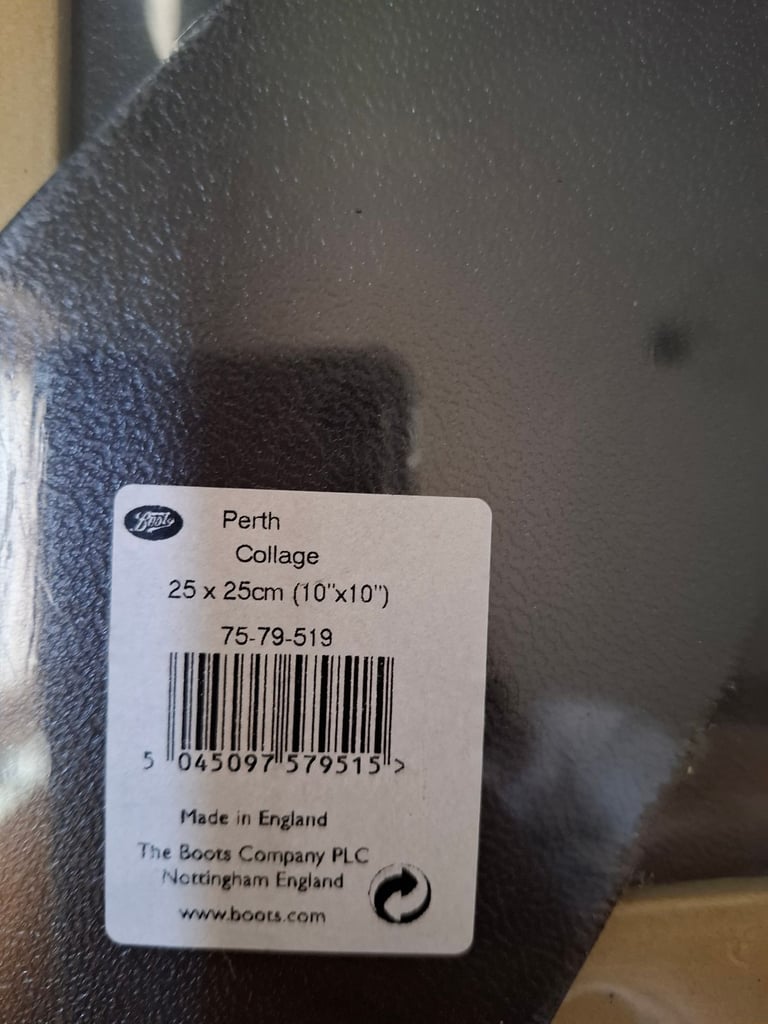 Boots
Perth
Collage
25 x 25cm (10"x10")
75-79-519
5 045097 579515 >
Made in England
The Boots Company PLC
Nottingham England
www.boots.com